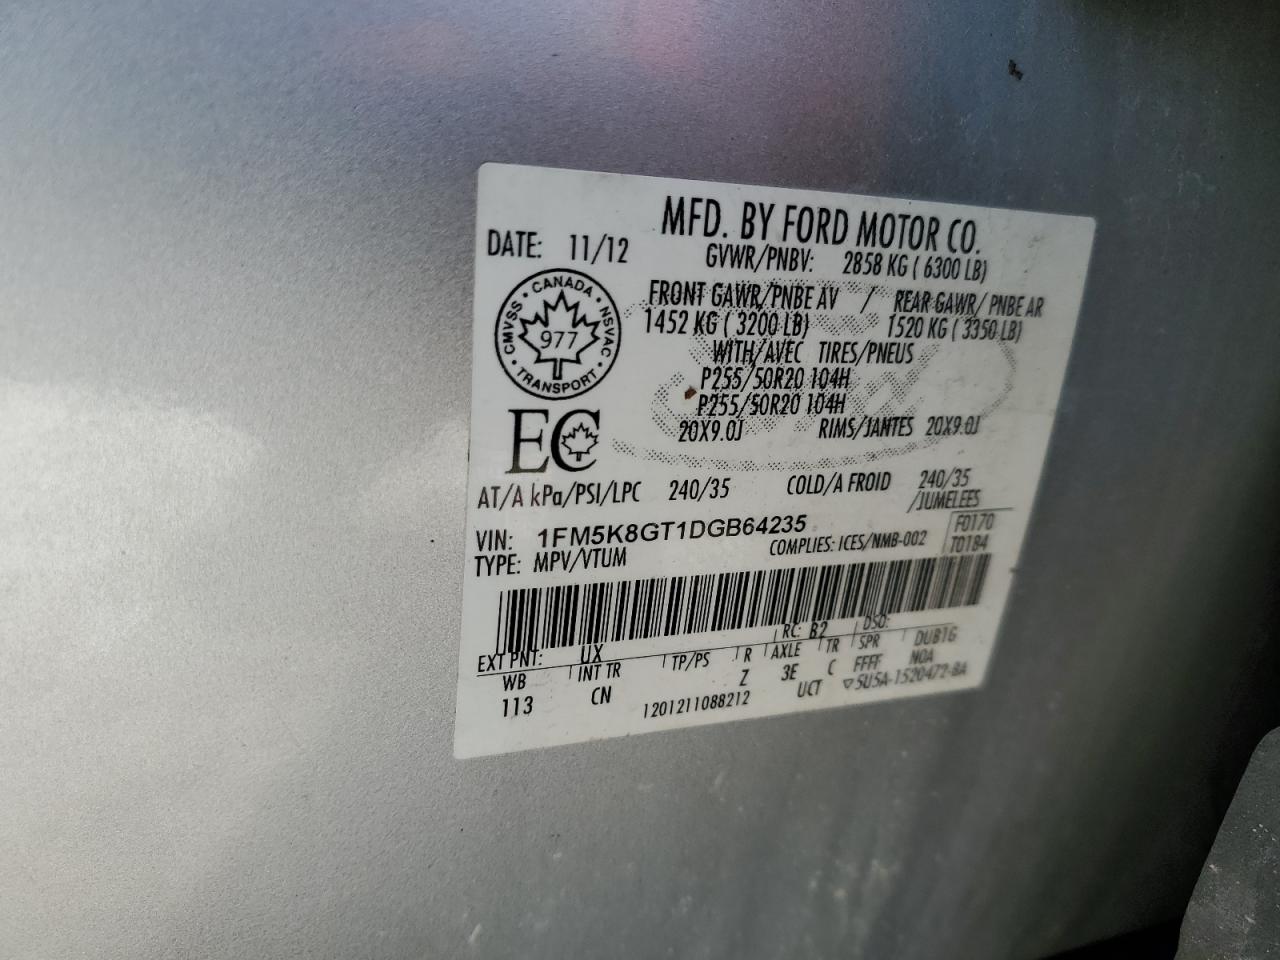 MFD. BY FORD MOTOR CO.
DATE: 11/12
GVWR/PNBV: 2858 KG ( 6300 LB)
CMVSS · CANADA · NSVAC · TRANSPORT ·
977
FRONT GAWR/PNBE AV / REAR GAWR/ PNBE AR
1452 KG ( 3200 LB) 1520 KG ( 3350 LB)
WITH/AVEC TIRES/PNEUS
P255/50R20 104H
P255/50R20 104H
20X9.0J RIMS/JANTES 20X9.0J
EC
AT/A kPa/PSI/LPC 240/35 COLD/A FROID 240/35
/JUMELEES
VIN: 1FM5K8GT1DGB64235
F0170
TYPE: MPV/VTUM COMPLIES: ICES/NMB-002 T0184
EXT PNT: UX RC: B2 DSO:
WB INT TR TP/PS R AXLE TR SPR DUB1G
113 CN Z 3E C FFFF NOA
1201211088212 UCT ▽5U5A-1520472-BA